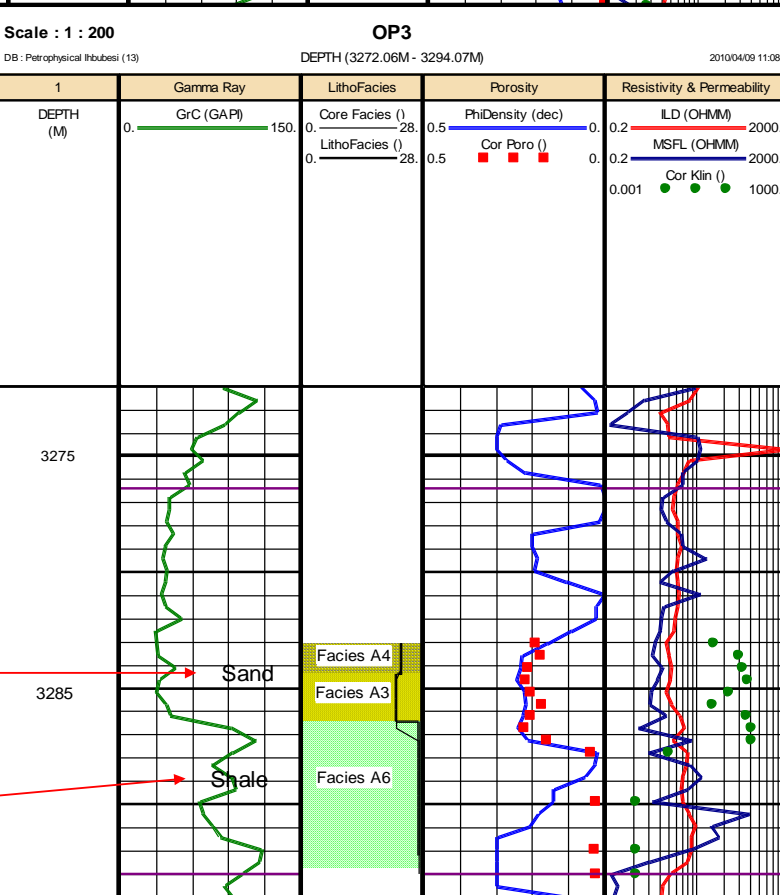 Scale : 1 : 200
OP3
DB : Petrophysical Ihbubesi (13)
DEPTH (3272.06M - 3294.07M)
2010/04/09 11:08
1
Gamma Ray
LithoFacies
Porosity
Resistivity & Permeability
DEPTH
(M)
GrC (GAPI)
0. 150.
Core Facies ()
0. 28.
LithoFacies ()
0. 28.
PhiDensity (dec)
0.5 0.
Cor Poro ()
0.5 0.
ILD (OHMM)
0.2 2000.
MSFL (OHMM)
0.2 2000.
Cor Klin ()
0.001 1000.
3275
Facies A4
Sand
Facies A3
3285
Shale
Facies A6